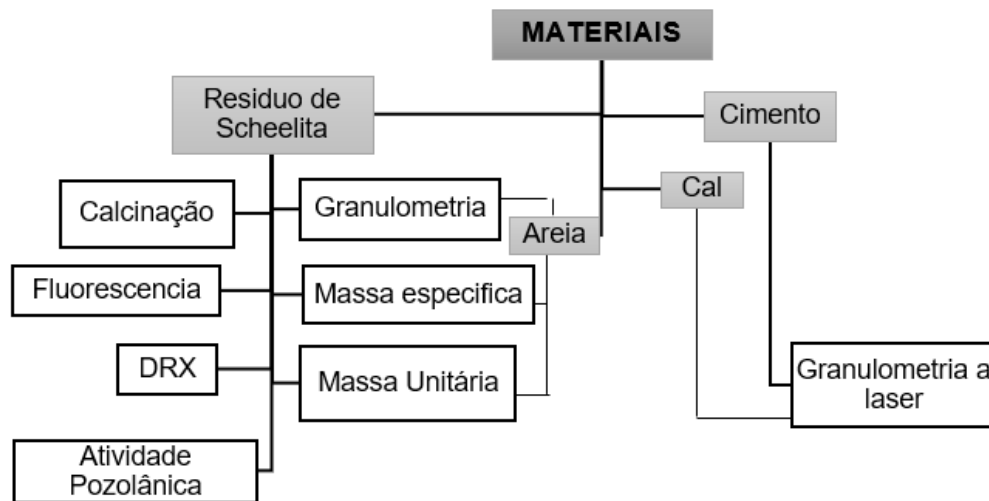 MATERIAIS
Residuo de
Scheelita
Cimento
Cal
Calcinação
Granulometria
Areia
Fluorescencia
Massa especifica
DRX
Massa Unitária
Granulometria a
laser
Atividade
Pozolânica